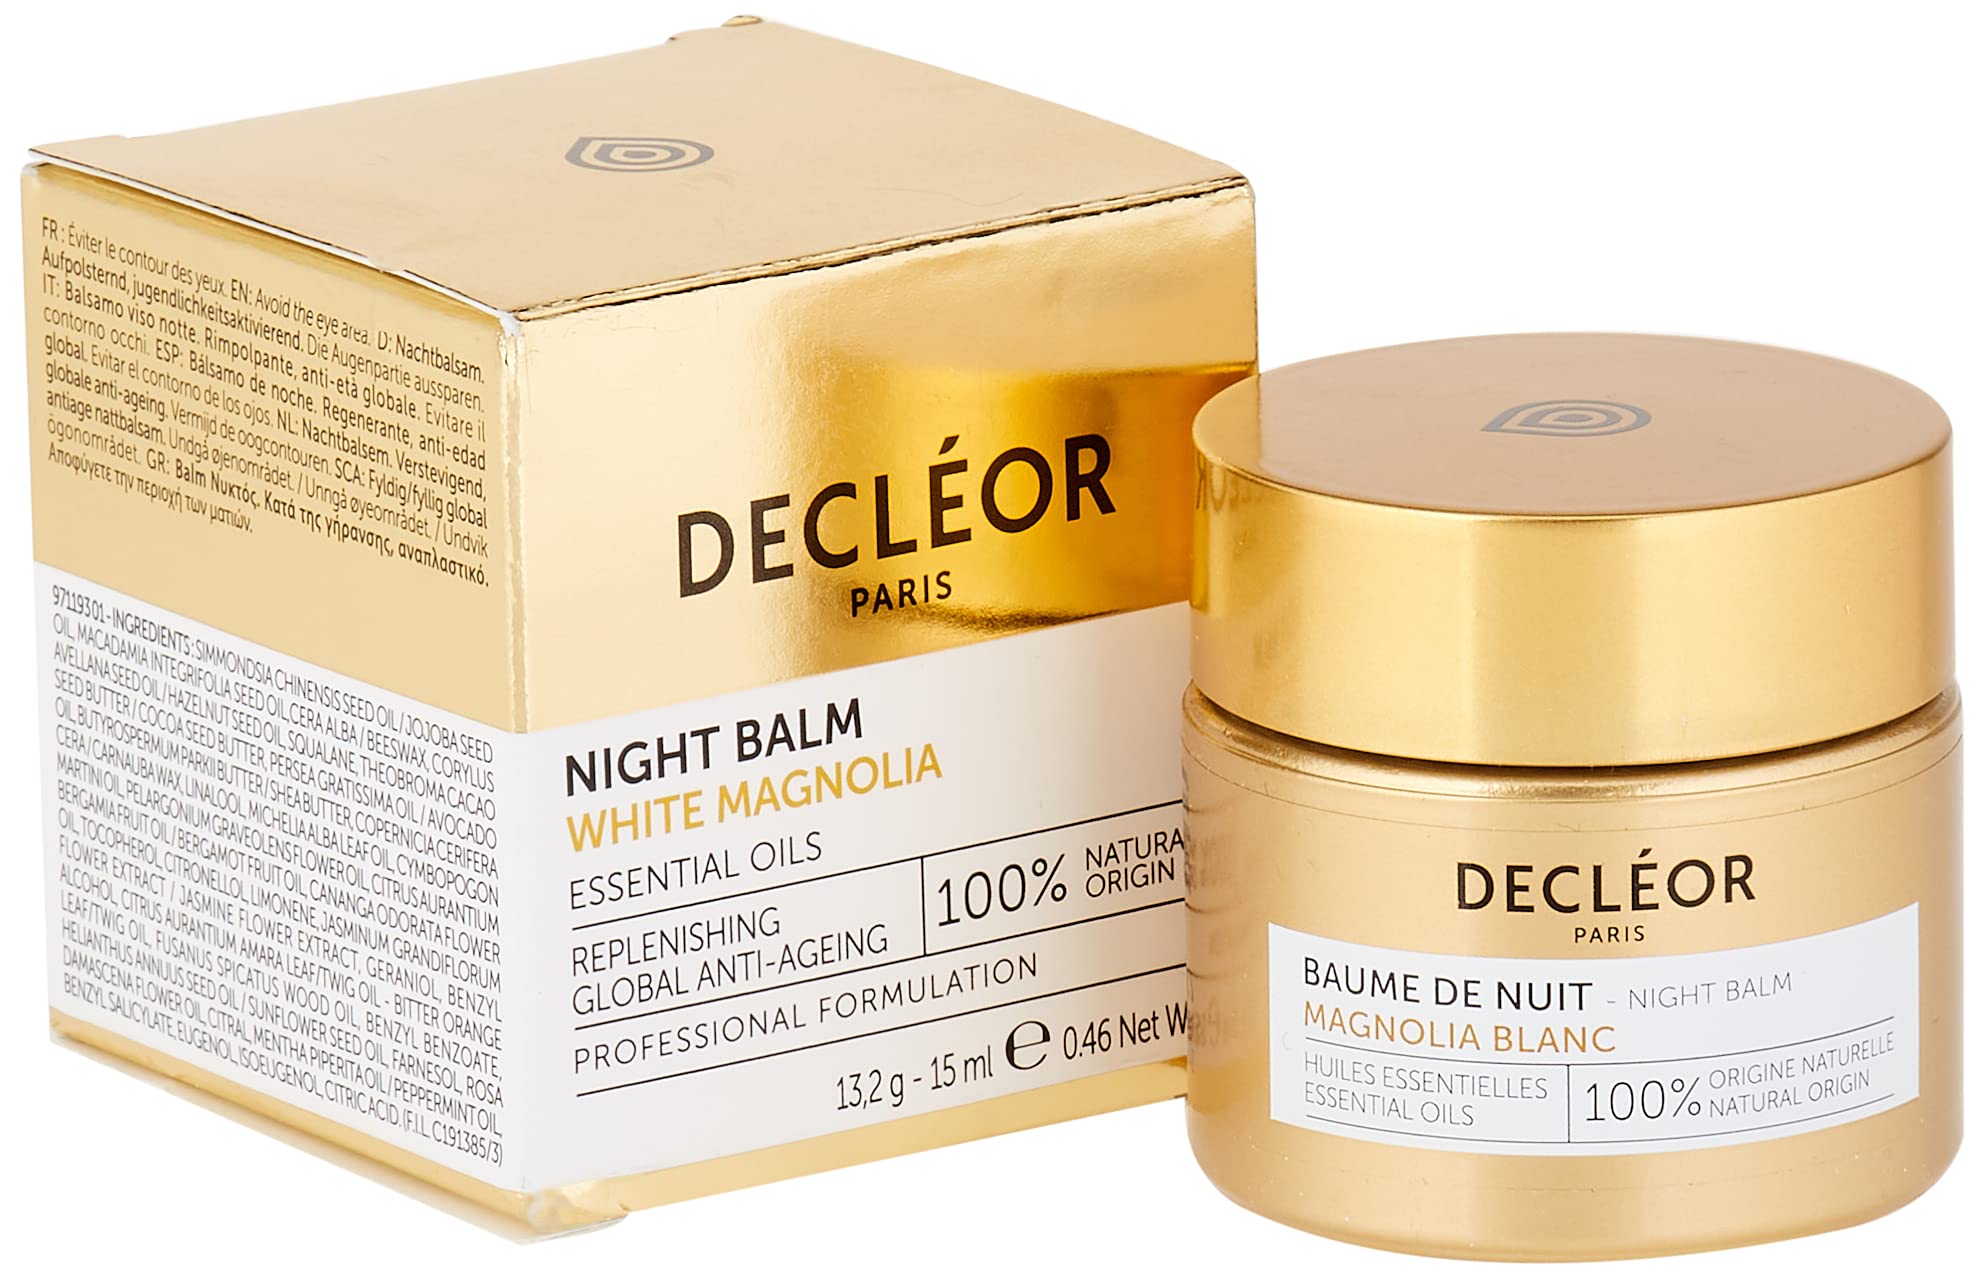 FR : Éviter le contour des yeux. EN: Avoid the eye area. D: Nachtbalsam.
Aufpolsternd, jugendlichkeitsaktivierend. Die Augenpartie aussparen.
IT: Balsamo viso notte. Rimpolpante, anti-età globale. Evitare il
contorno occhi. ESP: Bálsamo de noche. Regenerante, anti-edad
global. Evitar el contorno de los ojos. NL: Nachtbalsem. Verstevigend,
globale anti-ageing. Vermijd de oogcontouren. SCA: Fyldig/fyllig global
antiage nattbalsam. Undgå øjenområdet. / Unngå øyeområdet. / Undvik
ögonområdet. GR: Balm Νυκτός. Κατά της γήρανσης, αναπλαστικό.
Αποφύγετε την περιοχή των ματιών.
97119301 - INGREDIENTS : SIMMONDSIA CHINENSIS SEED OIL / JOJOBA SEED
OIL, MACADAMIA INTEGRIFOLIA SEED OIL, CERA ALBA / BEESWAX, CORYLUS
AVELLANA SEED OIL / HAZELNUT SEED OIL, SQUALANE, THEOBROMA CACAO
SEED BUTTER / COCOA SEED BUTTER, PERSEA GRATISSIMA OIL / AVOCADO
OIL, BUTYROSPERMUM PARKII BUTTER / SHEA BUTTER, COPERNICIA CERIFERA
CERA / CARNAUBA WAX, LINALOOL, MICHELIA ALBA LEAF OIL, CYMBOPOGON
MARTINI OIL, PELARGONIUM GRAVEOLENS FLOWER OIL, CITRUS AURANTIUM
BERGAMIA FRUIT OIL / BERGAMOT FRUIT OIL, CANANGA ODORATA FLOWER
OIL, TOCOPHEROL, CITRONELLOL, LIMONENE, JASMINUM GRANDIFLORUM
FLOWER EXTRACT / JASMINE FLOWER EXTRACT, GERANIOL, BENZYL
ALCOHOL, CITRUS AURANTIUM AMARA LEAF/TWIG OIL - BITTER ORANGE
LEAF/TWIG OIL, FUSANUS SPICATUS WOOD OIL, BENZYL BENZOATE,
HELIANTHUS ANNUUS SEED OIL / SUNFLOWER SEED OIL, FARNESOL, ROSA
DAMASCENA FLOWER OIL, CITRAL, MENTHA PIPERITA OIL / PEPPERMINT OIL,
BENZYL SALICYLATE, EUGENOL, ISOEUGENOL, CITRIC ACID. (F.I.L. C191385/3)
DECLÉOR
PARIS
NIGHT BALM
WHITE MAGNOLIA
ESSENTIAL OILS
REPLENISHING
GLOBAL ANTI-AGEING
100% NATURA
ORIGIN
PROFESSIONAL FORMULATION
13,2 g - 15 ml ℮ 0.46 Net W
DECLÉOR
PARIS
BAUME DE NUIT - NIGHT BALM
MAGNOLIA BLANC
HUILES ESSENTIELLES
ESSENTIAL OILS
100% ORIGINE NATURELLE
NATURAL ORIGIN